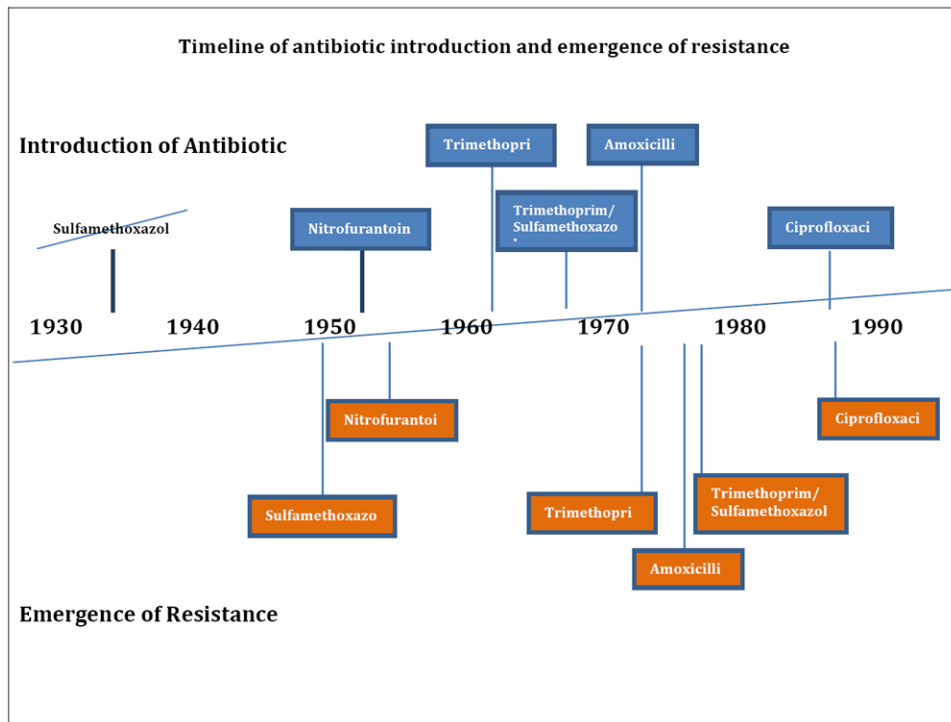 Timeline of antibiotic introduction and emergence of resistance
Introduction of Antibiotic
Trimethopri
Amoxicilli
Sulfamethoxazol
Nitrofurantoin
Trimethoprim/
Sulfamethoxazo
Ciprofloxaci
1930 1940 1950 1960 1970 1980 1990
Nitrofurantoi
Ciprofloxaci
Sulfamethoxazo
Trimethopri
Trimethoprim/
Sulfamethoxazol
Amoxicilli
Emergence of Resistance